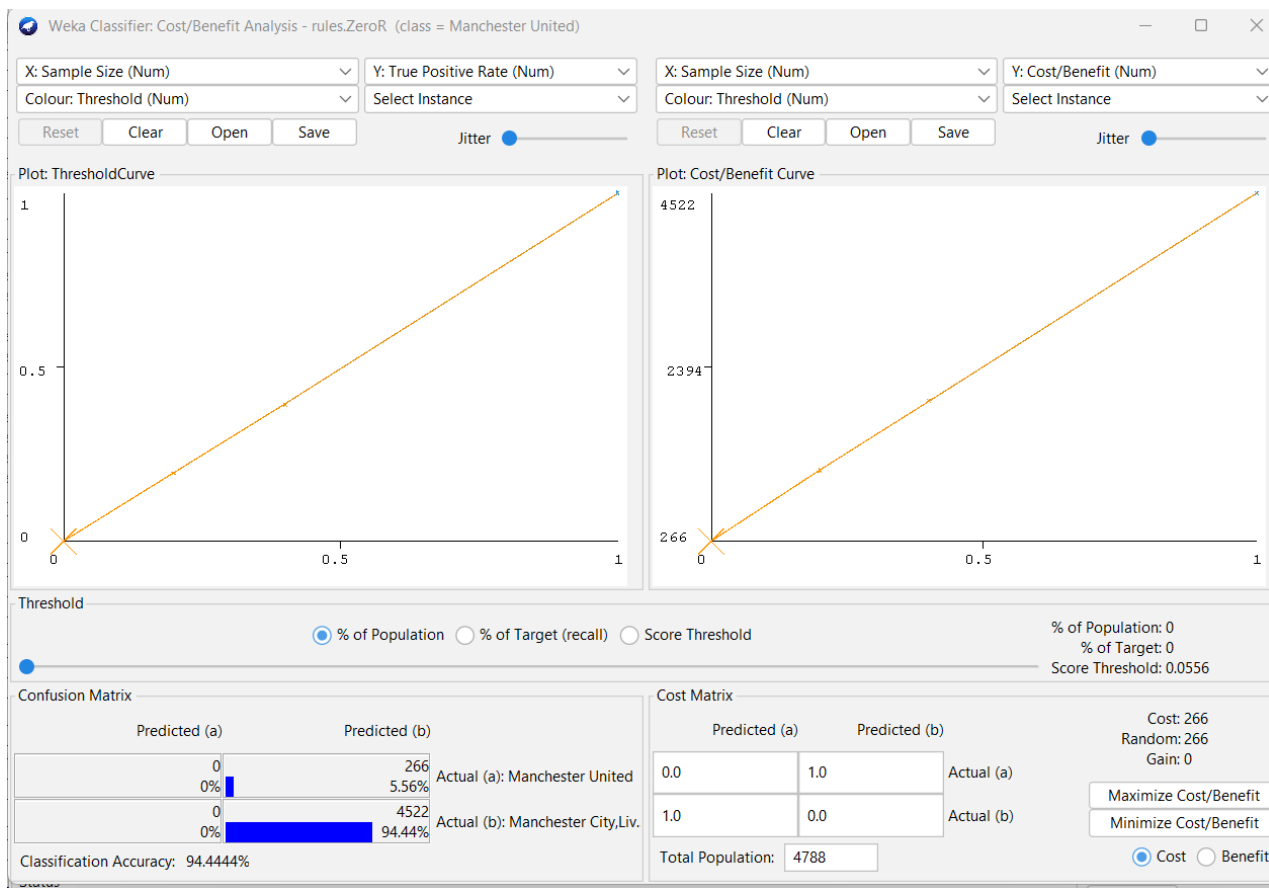 Weka Classifier: Cost/Benefit Analysis - rules.ZeroR (class = Manchester United)
X: Sample Size (Num) Y: True Positive Rate (Num) X: Sample Size (Num) Y: Cost/Benefit (Num)
Colour: Threshold (Num) Select Instance Colour: Threshold (Num) Select Instance
Reset Clear Open Save Jitter Reset Clear Open Save Jitter
Plot: ThresholdCurve
1
0.5
0
0 0.5 1
Plot: Cost/Benefit Curve
4522
2394
266
0 0.5 1
Threshold
% of Population % of Target (recall) Score Threshold
% of Population: 0
% of Target: 0
Score Threshold: 0.0556
Confusion Matrix
Predicted (a) Predicted (b)
0 266
0% 5.56% Actual (a): Manchester United
0 4522
0% 94.44% Actual (b): Manchester City,Liv.
Classification Accuracy: 94.4444%
Cost Matrix
Predicted (a) Predicted (b)
0.0 1.0 Actual (a)
1.0 0.0 Actual (b)
Total Population: 4788
Cost: 266
Random: 266
Gain: 0
Maximize Cost/Benefit
Minimize Cost/Benefit
Cost Benefit
Status